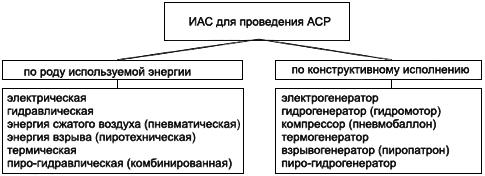 ИАС для проведения АСР
по роду используемой энергии
электрическая
гидравлическая
энергия сжатого воздуха (пневматическая)
энергия взрыва (пиротехническая)
термическая
пиро-гидравлическая (комбинированная)
по конструктивному исполнению
электрогенератор
гидрогенератор (гидромотор)
компрессор (пневмобаллон)
термогенератор
взрывогенератор (пиропатрон)
пиро-гидрогенератор